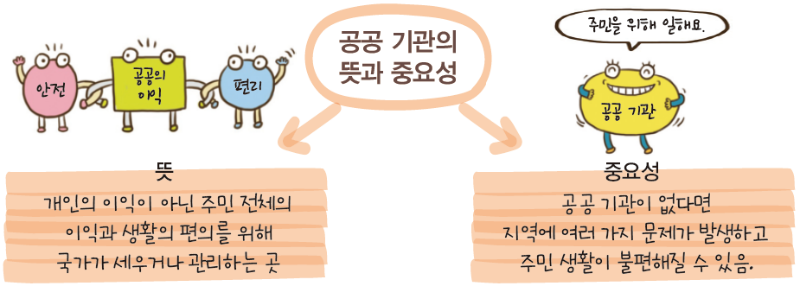 안전
공공의
이익
편리
공공 기관의
뜻과 중요성
주민을 위해 일해요.
공공 기관
뜻
개인의 이익이 아닌 주민 전체의
이익과 생활의 편의를 위해
국가가 세우거나 관리하는 곳
중요성
공공 기관이 없다면
지역에 여러 가지 문제가 발생하고
주민 생활이 불편해질 수 있음.